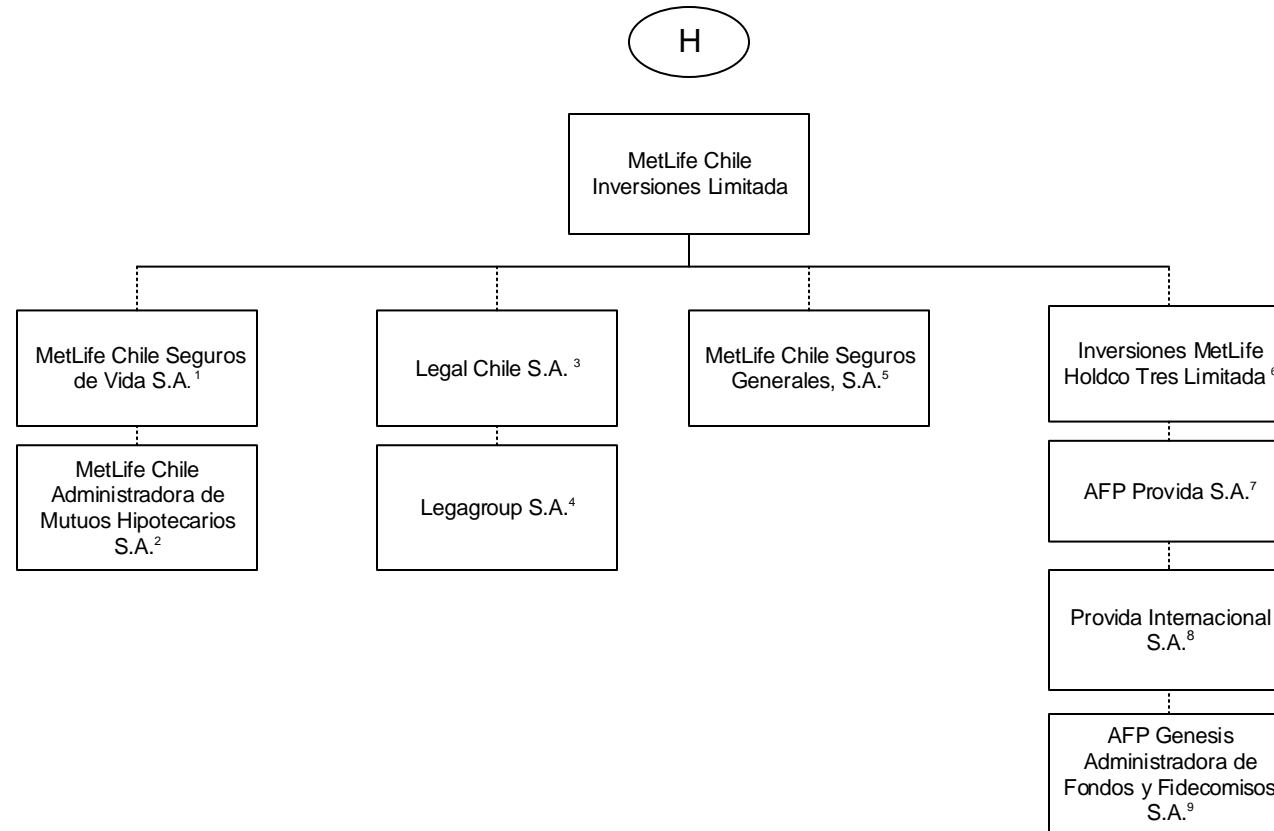 H
MetLife Chile
Inversiones Limitada
MetLife Chile Seguros
de Vida S.A.¹
Legal Chile S.A. ³
MetLife Chile Seguros
Generales, S.A.⁵
Inversiones MetLife
Holdco Tres Limitada ⁶
MetLife Chile
Administradora de
Mutuos Hipotecarios
S.A.²
Legagroup S.A.⁴
AFP Provida S.A.⁷
Provida Internacional
S.A.⁸
AFP Genesis
Administradora de
Fondos y Fidecomisos
S.A.⁹